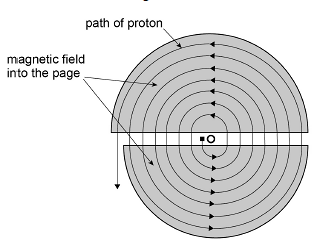 path of proton
magnetic field
into the page
O